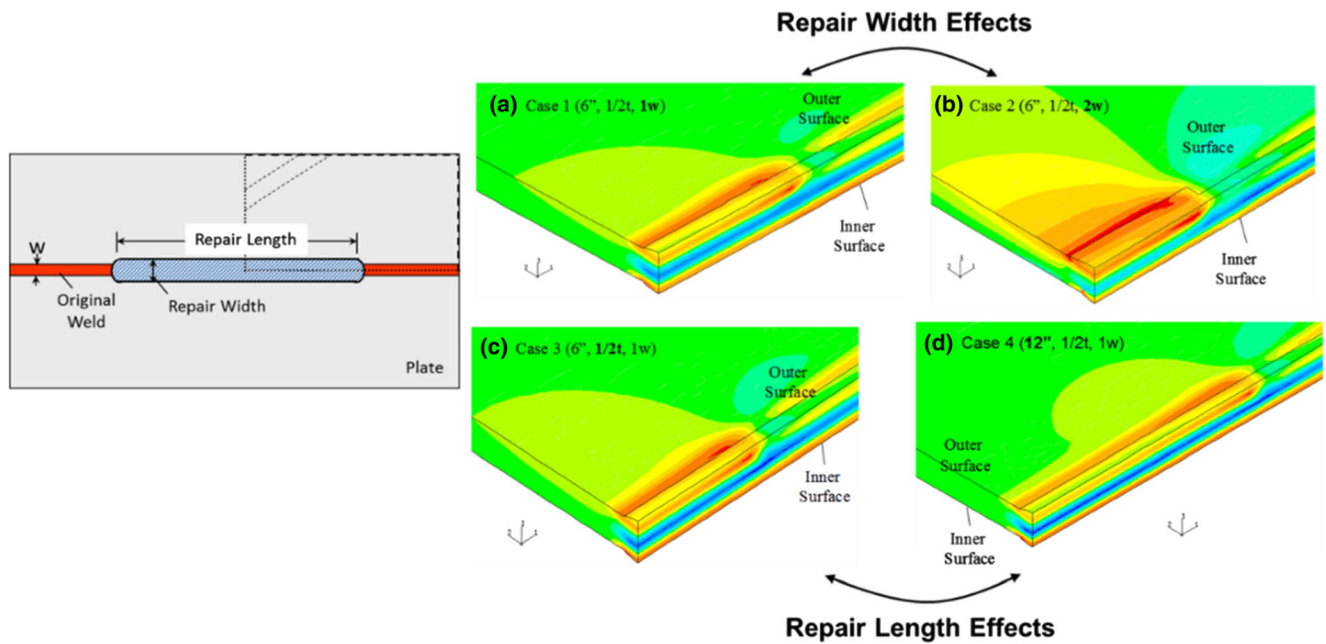 Repair Width Effects
W
Repair Length
Original
Weld
Repair Width
Plate
(a) Case 1 (6", 1/2t, 1w)
Outer
Surface
Inner
Surface
(b) Case 2 (6", 1/2t, 2w)
Outer
Surface
Inner
Surface
(c) Case 3 (6", 1/2t, 1w)
Outer
Surface
Inner
Surface
(d) Case 4 (12", 1/2t, 1w)
Outer
Surface
Inner
Surface
Repair Length Effects